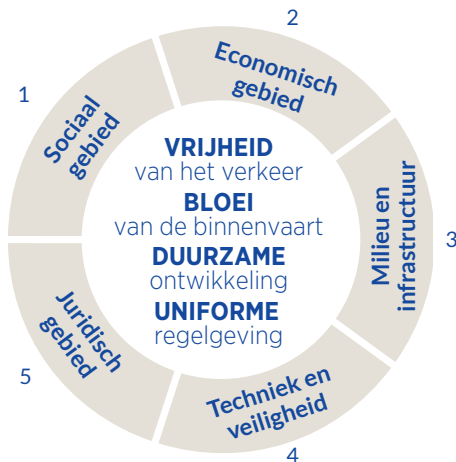 1
Sociaal
gebied
2
Economisch
gebied
3
Milieu en
infrastructuur
4
Techniek en
veiligheid
5
Juridisch
gebied
VRIJHEID
van het verkeer
BLOEI
van de binnenvaart
DUURZAME
ontwikkeling
UNIFORME
regelgeving